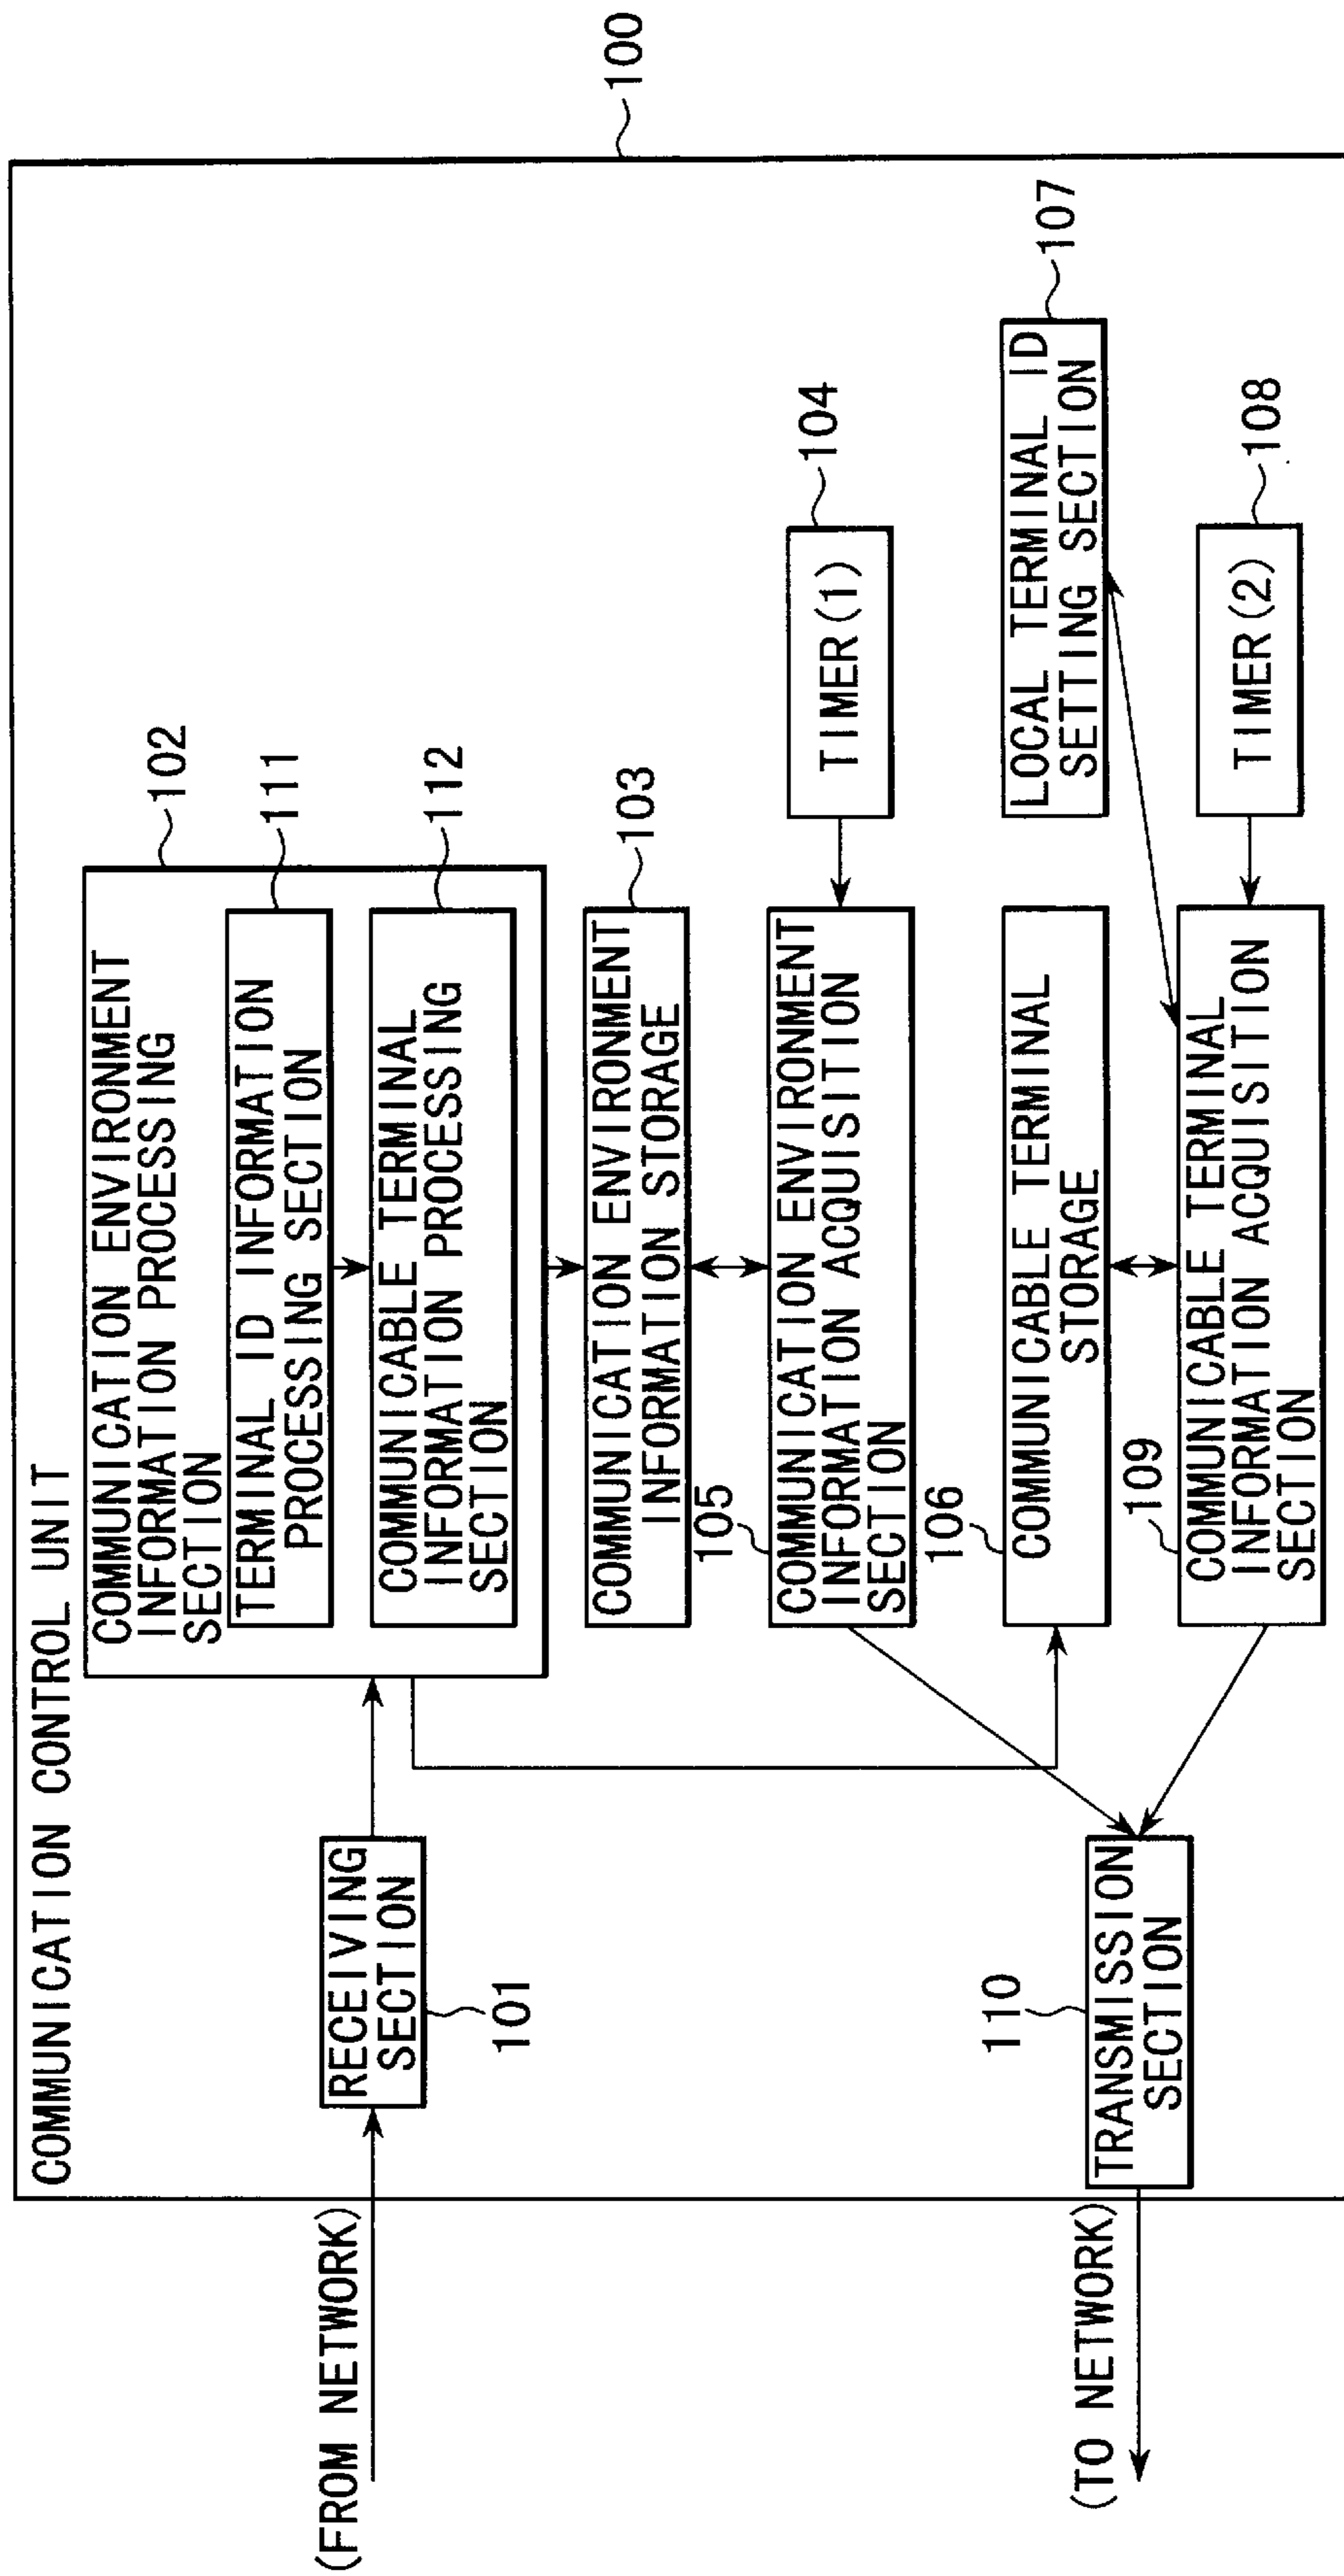 COMMUNICATION CONTROL UNIT
100
(FROM NETWORK)
RECEIVING
SECTION
101
COMMUNICATION ENVIRONMENT
INFORMATION PROCESSING
SECTION
102
TERMINAL ID INFORMATION
PROCESSING SECTION
111
COMMUNICABLE TERMINAL
INFORMATION PROCESSING
SECTION
112
COMMUNICATION ENVIRONMENT
INFORMATION STORAGE
103
105
COMMUNICATION ENVIRONMENT
INFORMATION ACQUISITION
SECTION
TIMER(1)
104
106
COMMUNICABLE TERMINAL
STORAGE
LOCAL TERMINAL ID
SETTING SECTION
107
109
COMMUNICABLE TERMINAL
INFORMATION ACQUISITION
SECTION
TIMER(2)
108
110
TRANSMISSION
SECTION
(TO NETWORK)